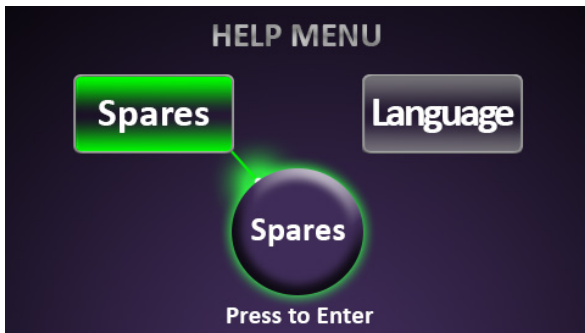 HELP MENU
Spares
Language
Spares
Press to Enter